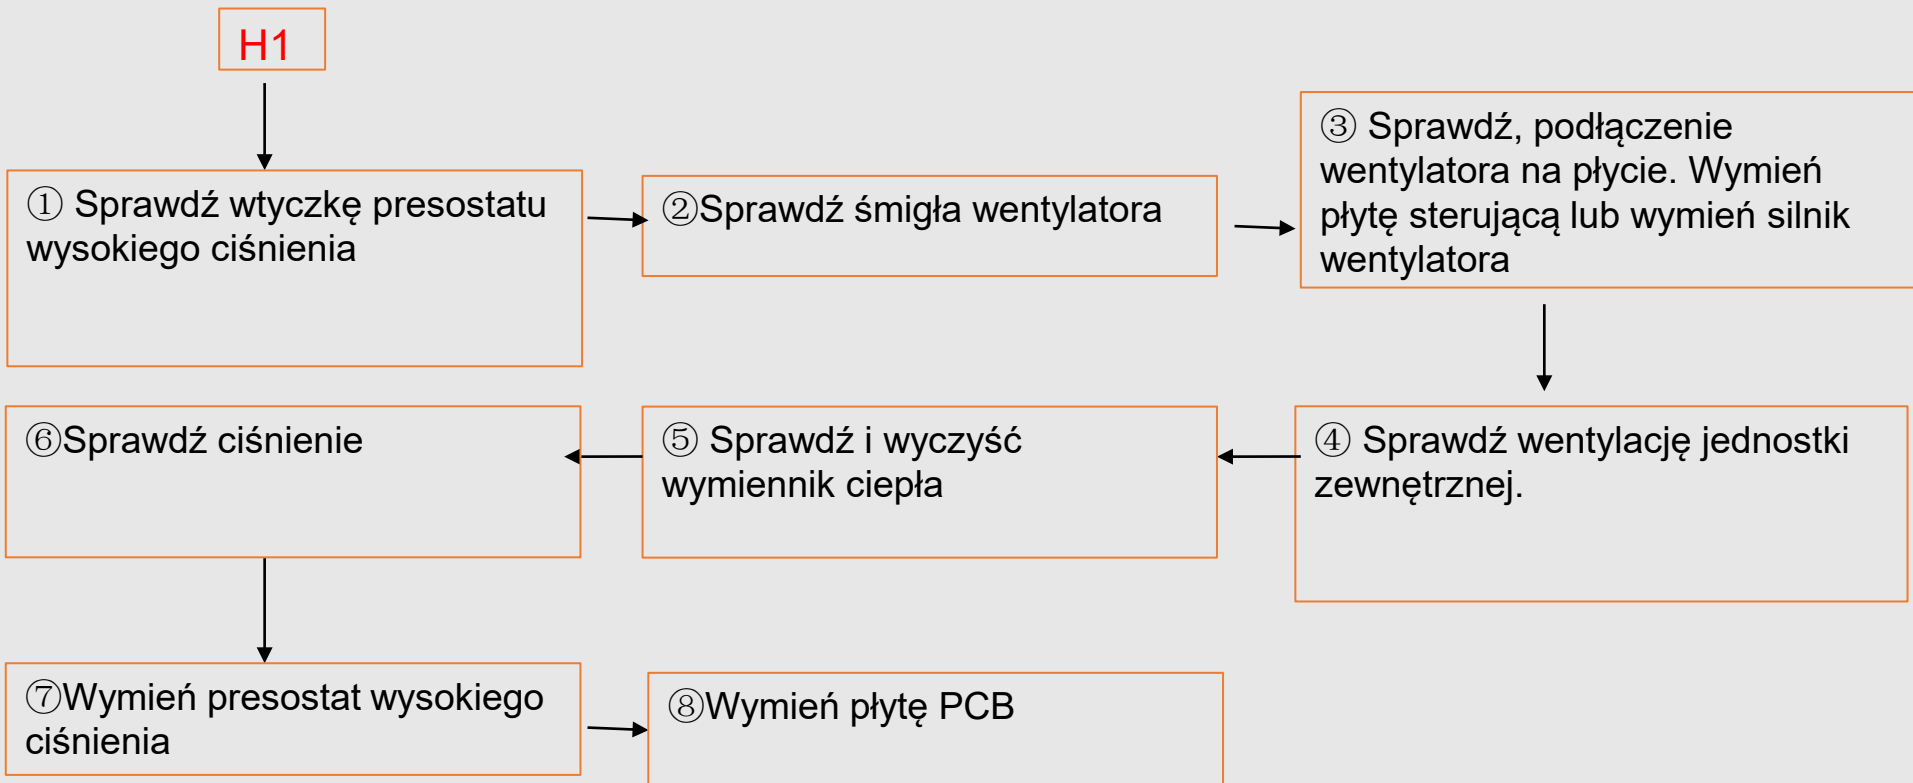 H1
① Sprawdź wtyczkę presostatu
wysokiego ciśnienia
②Sprawdź śmigła wentylatora
③ Sprawdź, podłączenie
wentylatora na płycie. Wymień
płytę sterującą lub wymień silnik
wentylatora
④ Sprawdź wentylację jednostki
zewnętrznej.
⑤ Sprawdź i wyczyść
wymiennik ciepła
⑥Sprawdź ciśnienie
⑦Wymień presostat wysokiego
ciśnienia
⑧Wymień płytę PCB